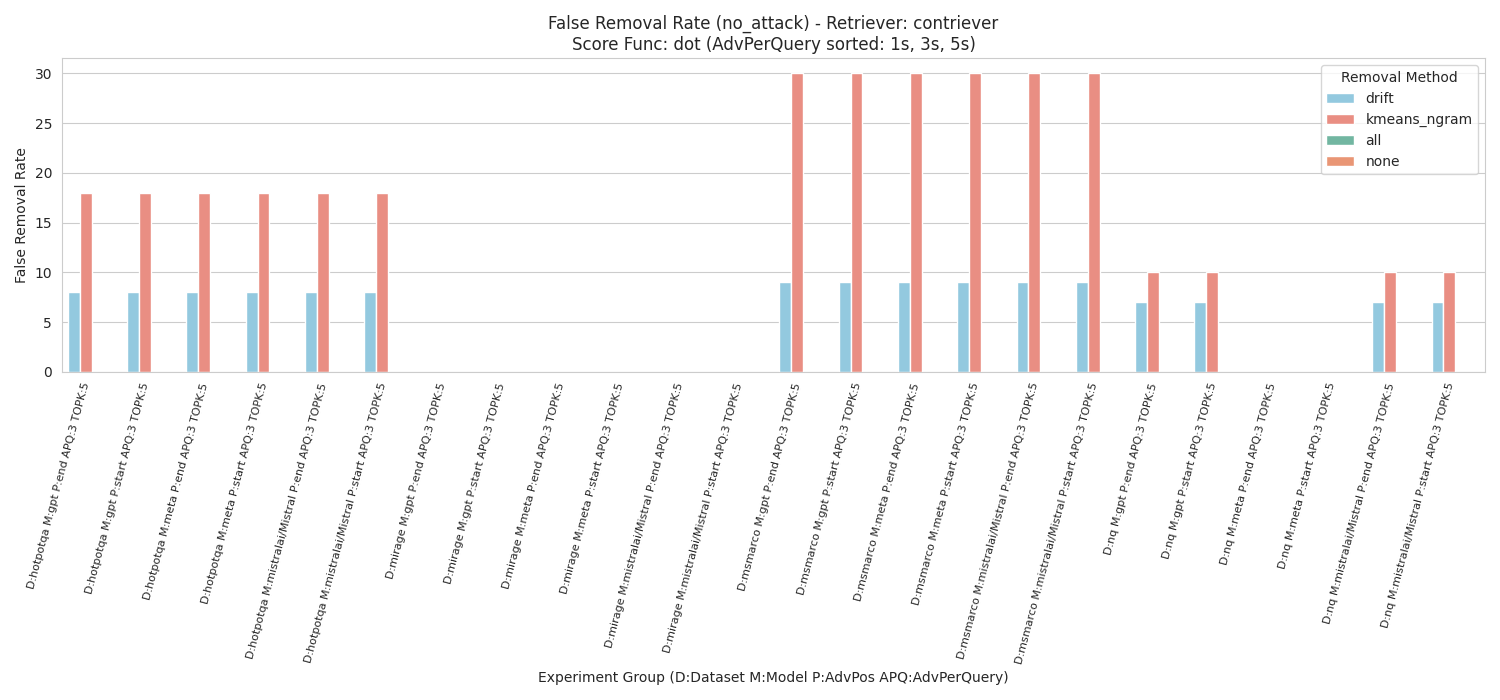 False Removal Rate (no_attack) - Retriever: contriever
Score Func: dot (AdvPerQuery sorted: 1s, 3s, 5s)
False Removal Rate
30
25
20
15
10
5
0
Removal Method
drift
kmeans_ngram
all
none
D:hotpotqa M:gpt P:end APQ:3 TOPK:5
D:hotpotqa M:gpt P:start APQ:3 TOPK:5
D:hotpotqa M:meta P:end APQ:3 TOPK:5
D:hotpotqa M:meta P:start APQ:3 TOPK:5
D:hotpotqa M:mistralai/Mistral P:end APQ:3 TOPK:5
D:hotpotqa M:mistralai/Mistral P:start APQ:3 TOPK:5
D:mirage M:gpt P:end APQ:3 TOPK:5
D:mirage M:gpt P:start APQ:3 TOPK:5
D:mirage M:meta P:end APQ:3 TOPK:5
D:mirage M:meta P:start APQ:3 TOPK:5
D:mirage M:mistralai/Mistral P:end APQ:3 TOPK:5
D:mirage M:mistralai/Mistral P:start APQ:3 TOPK:5
D:msmarco M:gpt P:end APQ:3 TOPK:5
D:msmarco M:gpt P:start APQ:3 TOPK:5
D:msmarco M:meta P:end APQ:3 TOPK:5
D:msmarco M:meta P:start APQ:3 TOPK:5
D:msmarco M:mistralai/Mistral P:end APQ:3 TOPK:5
D:msmarco M:mistralai/Mistral P:start APQ:3 TOPK:5
D:nq M:gpt P:end APQ:3 TOPK:5
D:nq M:gpt P:start APQ:3 TOPK:5
D:nq M:meta P:end APQ:3 TOPK:5
D:nq M:meta P:start APQ:3 TOPK:5
D:nq M:mistralai/Mistral P:end APQ:3 TOPK:5
D:nq M:mistralai/Mistral P:start APQ:3 TOPK:5
Experiment Group (D:Dataset M:Model P:AdvPos APQ:AdvPerQuery)